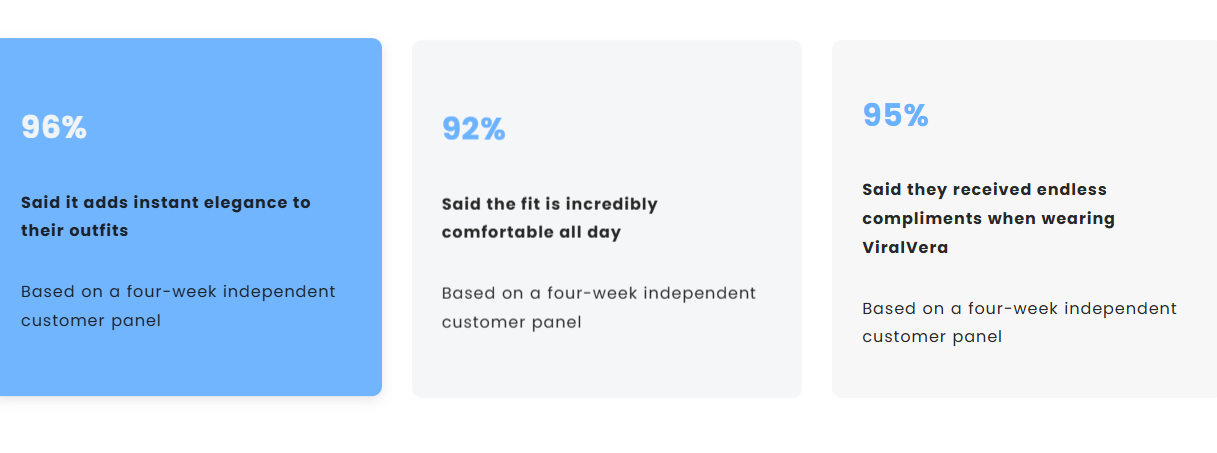 96%
Said it adds instant elegance to
their outfits
Based on a four-week independent
customer panel
92%
Said the fit is incredibly
comfortable all day
Based on a four-week independent
customer panel
95%
Said they received endless
compliments when wearing
ViralVera
Based on a four-week independent
customer panel